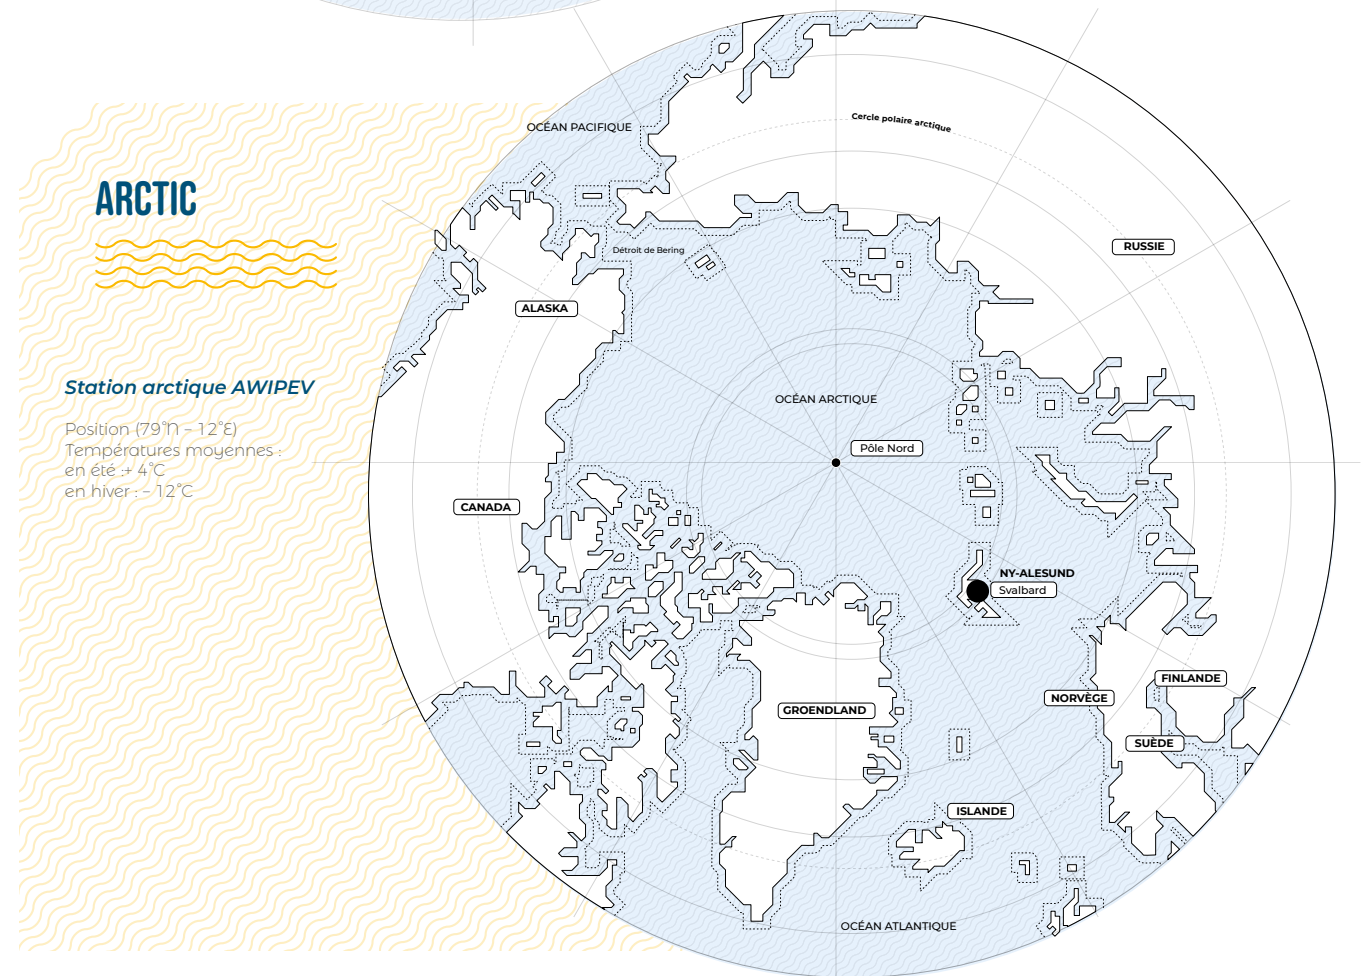 ARCTIC
Station arctique AWIPEV
Position (79°N – 12°E)
Températures moyennes :
en été :+ 4°C
en hiver : – 12°C
OCÉAN PACIFIQUE
Cercle polaire arctique
RUSSIE
Détroit de Bering
ALASKA
OCÉAN ARCTIQUE
Pôle Nord
CANADA
NY-ALESUND
Svalbard
FINLANDE
NORVÈGE
GROENDLAND
SUÈDE
ISLANDE
OCÉAN ATLANTIQUE